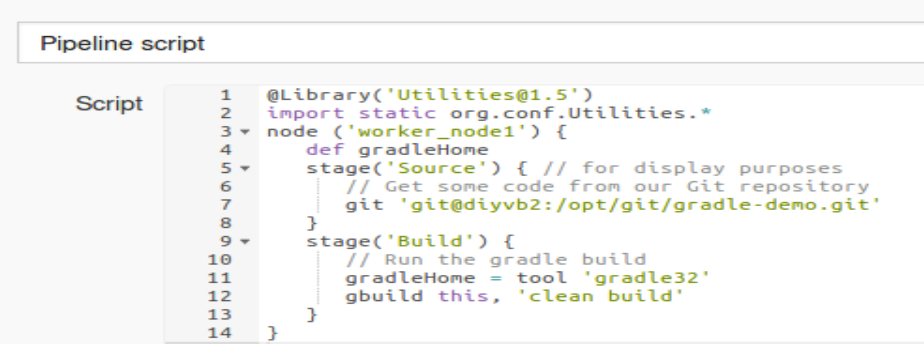 Pipeline script
Script
1 @Library('Utilities@1.5')
2 import static org.conf.Utilities.*
3 node ('worker_node1') {
4 def gradleHome
5 stage('Source') { // for display purposes
6 // Get some code from our Git repository
7 git 'git@diyvb2:/opt/git/gradle-demo.git'
8 }
9 stage('Build') {
10 // Run the gradle build
11 gradleHome = tool 'gradle32'
12 gbuild this, 'clean build'
13 }
14 }